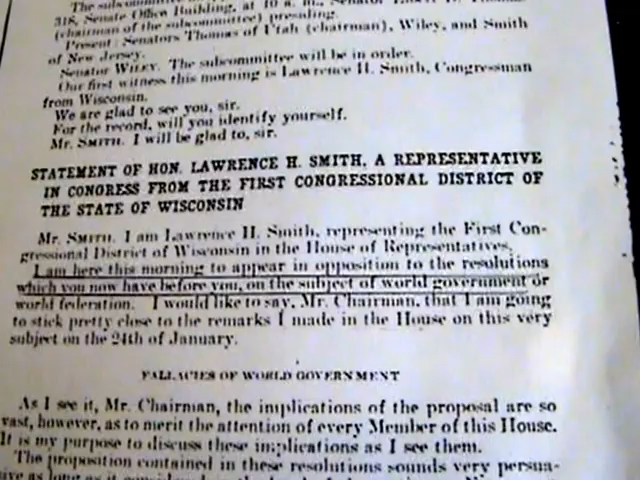 The subcommittee
318, Senate Office Building, at 10 a. m., Senator
(chairman of the subcommittee) presiding.
Present: Senators Thomas of Utah (chairman), Wiley, and Smith
of New Jersey.
Senator WILEY. The subcommittee will be in order.
Our first witness this morning is Lawrence H. Smith, Congressman
from Wisconsin.
We are glad to see you, sir.
For the record, will you identify yourself.
Mr. SMITH. I will be glad to, sir.
STATEMENT OF HON. LAWRENCE H. SMITH, A REPRESENTATIVE
IN CONGRESS FROM THE FIRST CONGRESSIONAL DISTRICT OF
THE STATE OF WISCONSIN
Mr. SMITH. I am Lawrence H. Smith, representing the First Con-
gressional District of Wisconsin in the House of Representatives.
I am here this morning to appear in opposition to the resolutions
which you now have before you, on the subject of world government or
world federation. I would like to say, Mr. Chairman, that I am going
to stick pretty close to the remarks I made in the House on this very
subject on the 24th of January.
FALLACIES OF WORLD GOVERNMENT
As I see it, Mr. Chairman, the implications of the proposal are so
vast, however, as to merit the attention of every Member of this House.
It is my purpose to discuss these implications as I see them.
The proposition contained in these resolutions sounds very persua-
sive as long as it